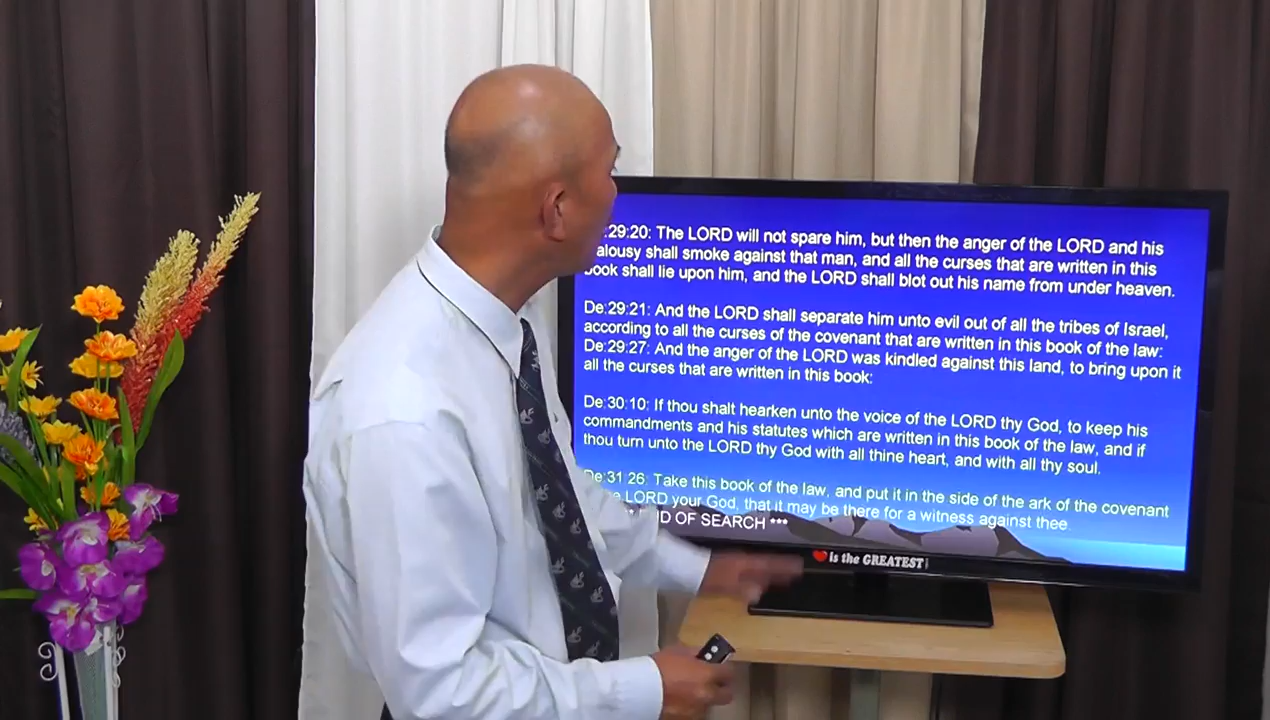 :29:20: The LORD will not spare him, but then the anger of the LORD and his
alousy shall smoke against that man, and all the curses that are written in this
book shall lie upon him, and the LORD shall blot out his name from under heaven.
De:29:21: And the LORD shall separate him unto evil out of all the tribes of Israel,
according to all the curses of the covenant that are written in this book of the law:
De:29:27: And the anger of the LORD was kindled against this land, to bring upon it
all the curses that are written in this book:
De:30:10: If thou shalt hearken unto the voice of the LORD thy God, to keep his
commandments and his statutes which are written in this book of the law, and if
thou turn unto the LORD thy God with all thine heart, and with all thy soul.
De:31:26: Take this book of the law, and put it in the side of the ark of the covenant
LORD your God, that it may be there for a witness against thee.
END OF SEARCH ***
is the GREATEST!